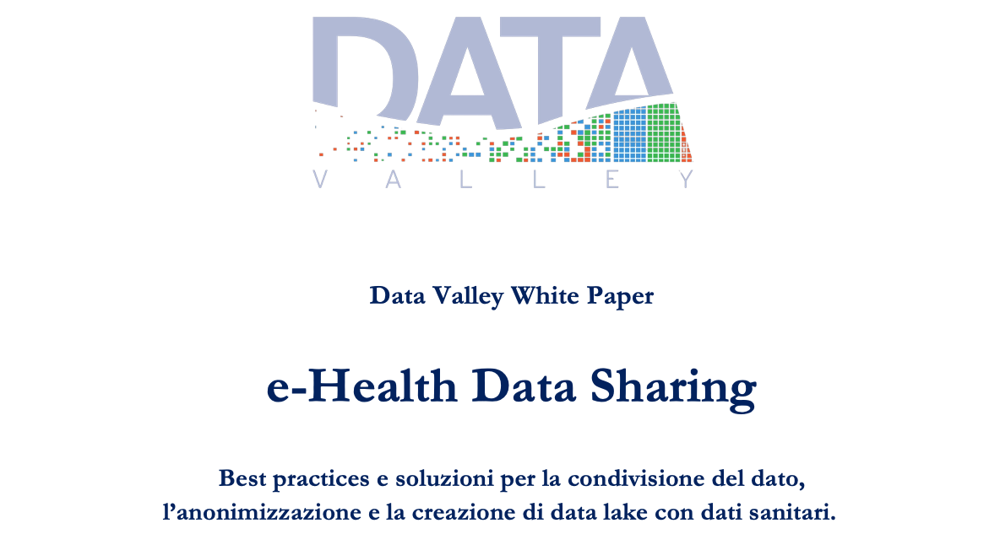 DATA
VALLEY
Data Valley White Paper
e-Health Data Sharing
Best practices e soluzioni per la condivisione del dato,
l’anonimizzazione e la creazione di data lake con dati sanitari.